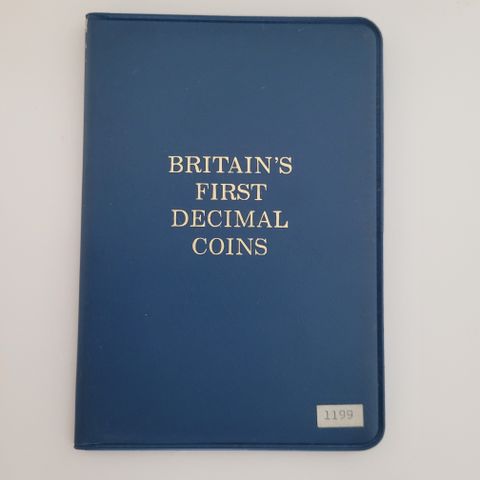 BRITAIN'S
FIRST
DECIMAL
COINS
1199